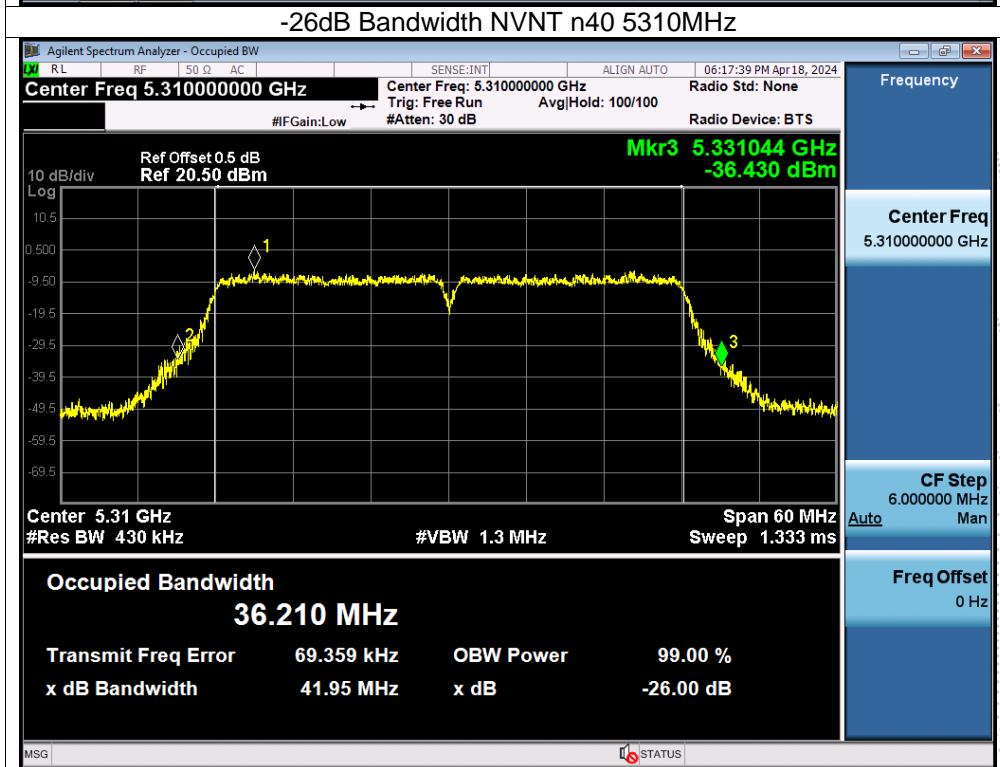 -26dB Bandwidth NVNT n40 5310MHz
Agilent Spectrum Analyzer - Occupied BW
LXI RL RF 50 Ω AC SENSE:INT ALIGN AUTO 06:17:39 PM Apr 18, 2024
Center Freq 5.310000000 GHz
Center Freq: 5.310000000 GHz Radio Std: None
Trig: Free Run Avg|Hold: 100/100
#IFGain:Low #Atten: 30 dB Radio Device: BTS
Frequency
Mkr3 5.331044 GHz
-36.430 dBm
Ref Offset 0.5 dB
10 dB/div Ref 20.50 dBm
Log
10.5
0.500
-9.50
-19.5
-29.5
-39.5
-49.5
-59.5
-69.5
1
2
3
Center 5.31 GHz Span 60 MHz
#Res BW 430 kHz #VBW 1.3 MHz Sweep 1.333 ms
Center Freq
5.310000000 GHz
CF Step
6.000000 MHz
Auto Man
Freq Offset
0 Hz
Occupied Bandwidth
36.210 MHz
Transmit Freq Error 69.359 kHz OBW Power 99.00 %
x dB Bandwidth 41.95 MHz x dB -26.00 dB
MSG STATUS